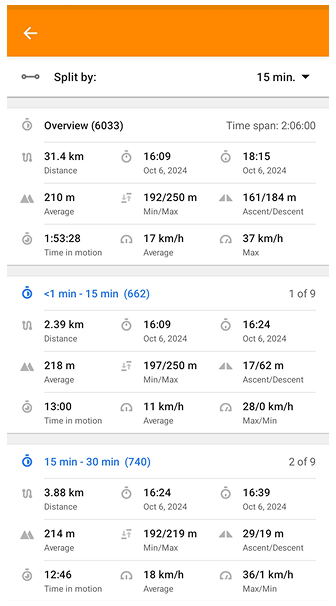 Split by: 15 min.
Overview (6033) Time span: 2:06:00
31.4 km 16:09 18:15
Distance Oct 6, 2024 Oct 6, 2024
210 m 192/250 m 161/184 m
Average Min/Max Ascent/Descent
1:53:28 17 km/h 37 km/h
Time in motion Average Max
<1 min - 15 min (662) 1 of 9
2.39 km 16:09 16:24
Distance Oct 6, 2024 Oct 6, 2024
218 m 197/250 m 17/62 m
Average Min/Max Ascent/Descent
13:00 11 km/h 28/0 km/h
Time in motion Average Max/Min
15 min - 30 min (740) 2 of 9
3.88 km 16:24 16:39
Distance Oct 6, 2024 Oct 6, 2024
214 m 192/219 m 29/19 m
Average Min/Max Ascent/Descent
12:46 18 km/h 36/1 km/h
Time in motion Average Max/Min